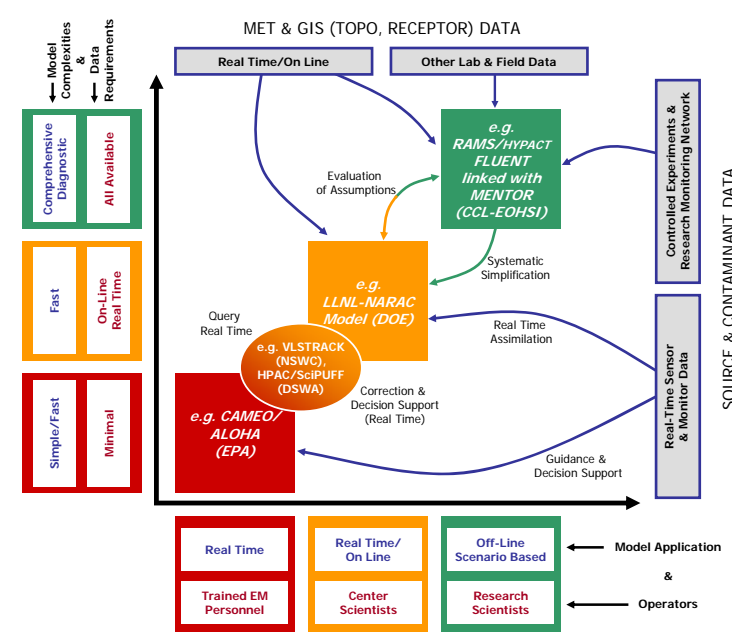 MET & GIS (TOPO, RECEPTOR) DATA
Model
Complexities
&
Data
Requirements
Real Time/On Line
Other Lab & Field Data
Comprehensive
Diagnostic
All Available
e.g.
RAMS/HYPACT
FLUENT
linked with
MENTOR
(CCL-EOHSI)
Controlled Experiments &
Research Monitoring Network
SOURCE & CONTAMINANT DATA
Evaluation
of Assumptions
Fast
On-Line
Real Time
e.g.
LLNL-NARAC
Model (DOE)
Systematic
Simplification
Query
Real Time
Real Time
Assimilation
e.g. VLSTRACK
(NSWC),
HPAC/SciPUFF
(DSWA)
Correction &
Decision Support
(Real Time)
Real-Time Sensor
& Monitor Data
Simple/Fast
Minimal
e.g. CAMEO/
ALOHA
(EPA)
Guidance &
Decision Support
Real Time
Real Time/
On Line
Off-Line
Scenario Based
Model Application
&
Trained EM
Personnel
Center
Scientists
Research
Scientists
Operators